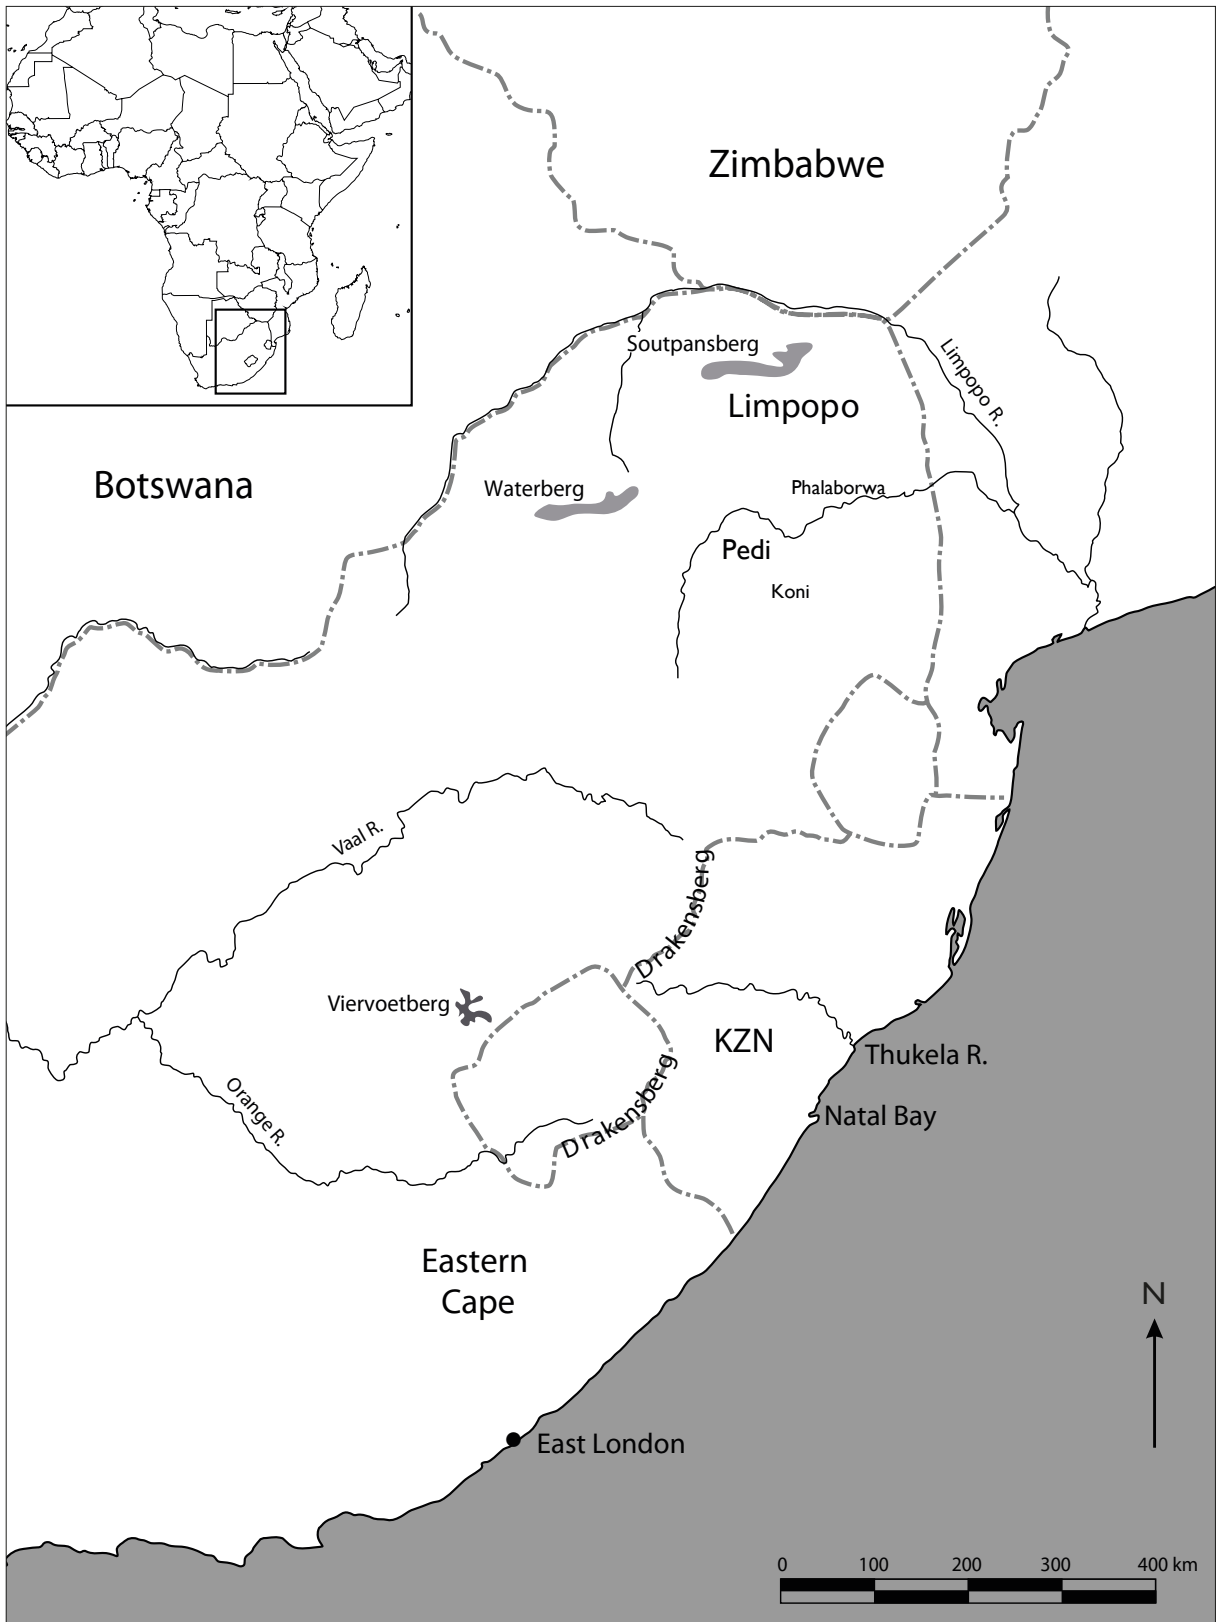 Zimbabwe
Soutpansberg
Limpopo R.
Limpopo
Botswana
Waterberg
Phalaborwa
Pedi
Koni
Vaal R.
Drakensberg
Viervoetberg
KZN
Thukela R.
Orange R.
Drakensberg
Natal Bay
Eastern
Cape
N
East London
0 100 200 300 400 km